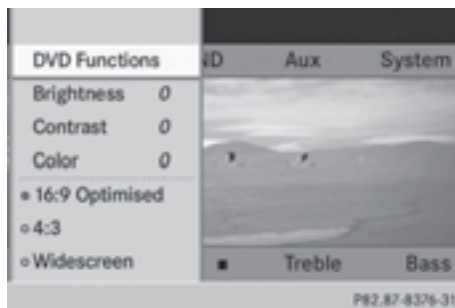 DVD Functions ND Aux System
Brightness 0
Contrast 0
Color 0
16:9 Optimised
4:3
Widescreen Treble Bass
P82.87-8376-31